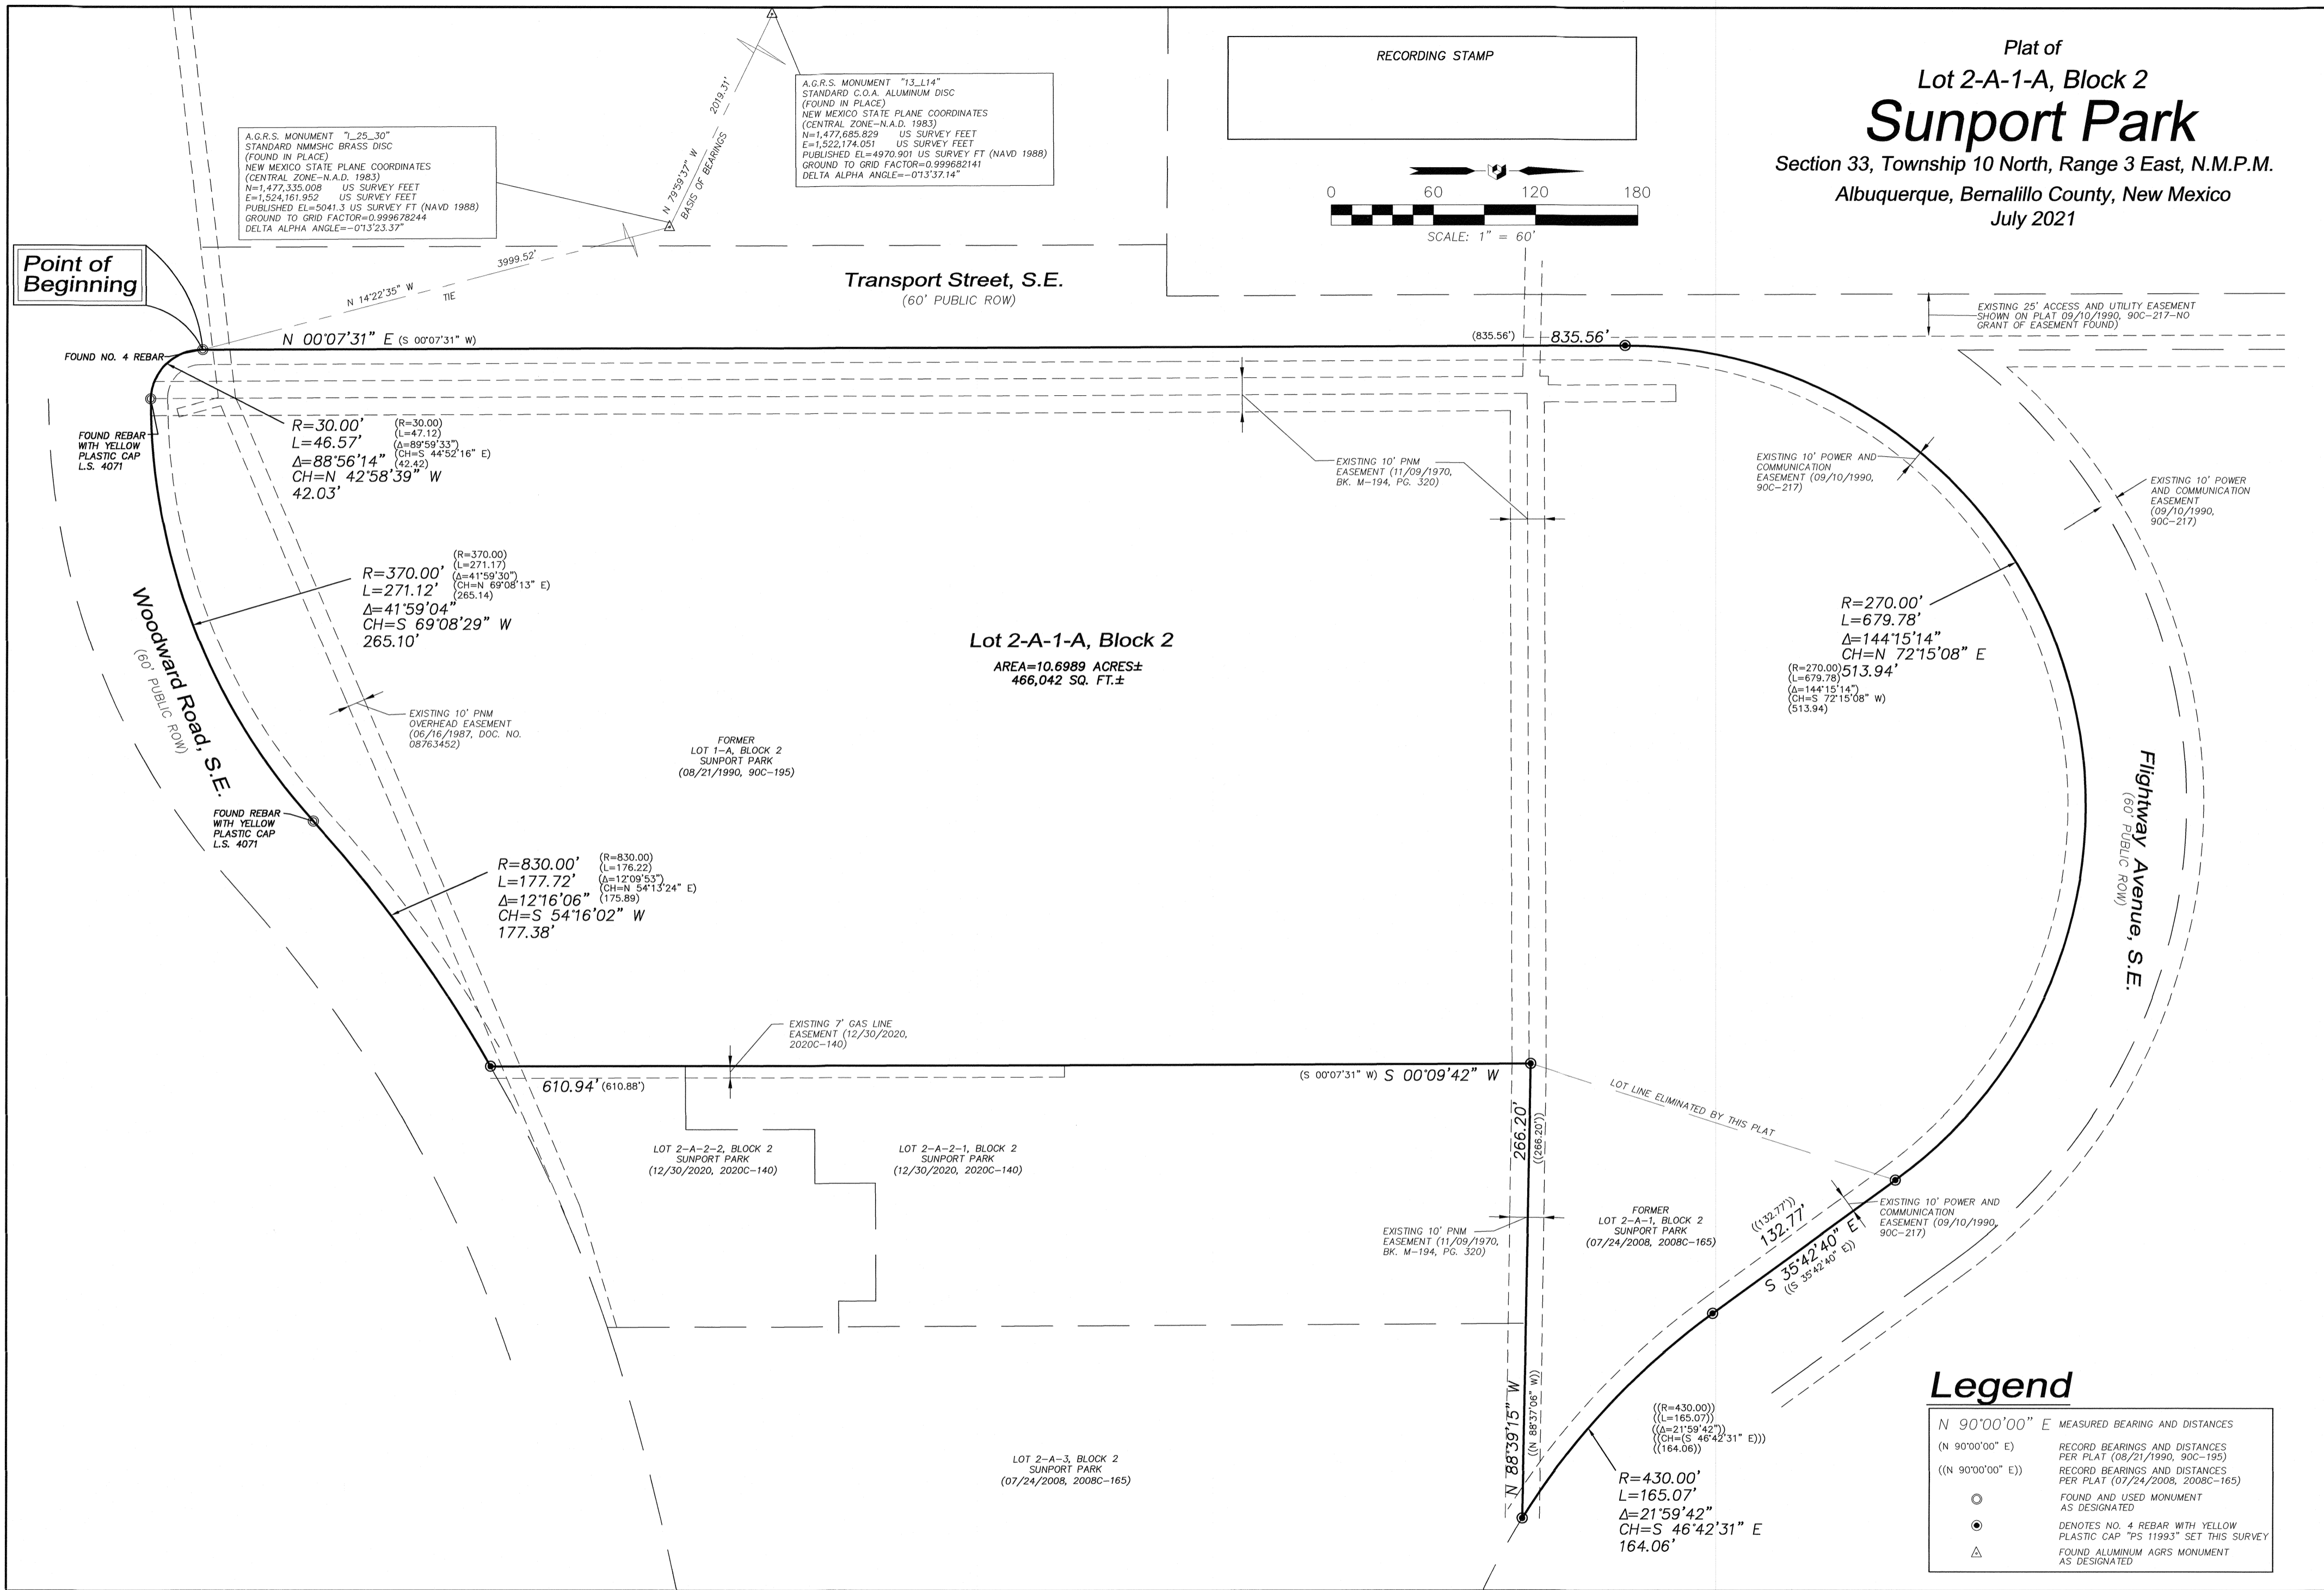 Plat of
Lot 2-A-1-A, Block 2
Sunport Park
Section 33, Township 10 North, Range 3 East, N.M.P.M.
Albuquerque, Bernalillo County, New Mexico
July 2021
RECORDING STAMP
0 60 120 180
SCALE: 1" = 60'
A.G.R.S. MONUMENT "13_L14"
STANDARD C.O.A. ALUMINUM DISC
(FOUND IN PLACE)
NEW MEXICO STATE PLANE COORDINATES
(CENTRAL ZONE-N.A.D. 1983)
N=1,477,685.829 US SURVEY FEET
E=1,522,174.051 US SURVEY FEET
PUBLISHED EL=4970.901 US SURVEY FT (NAVD 1988)
GROUND TO GRID FACTOR=0.999682141
DELTA ALPHA ANGLE=-0°13'37.14"
A.G.R.S. MONUMENT "I_25_30"
STANDARD NMMSHC BRASS DISC
(FOUND IN PLACE)
NEW MEXICO STATE PLANE COORDINATES
(CENTRAL ZONE-N.A.D. 1983)
N=1,477,335.008 US SURVEY FEET
E=1,524,161.952 US SURVEY FEET
PUBLISHED EL=5041.3 US SURVEY FT (NAVD 1988)
GROUND TO GRID FACTOR=0.999678244
DELTA ALPHA ANGLE=-0°13'23.37"
N 79°59'37" W 2019.31'
BASIS OF BEARINGS
N 14°22'35" W 3999.52'
TIE
Point of
Beginning
Transport Street, S.E.
(60' PUBLIC ROW)
EXISTING 25' ACCESS AND UTILITY EASEMENT
SHOWN ON PLAT 09/10/1990, 90C-217-NO
GRANT OF EASEMENT FOUND)
FOUND NO. 4 REBAR
N 00°07'31" E (S 00°07'31" W)
(835.56') 835.56'
FOUND REBAR
WITH YELLOW
PLASTIC CAP
L.S. 4071
R=30.00' (R=30.00)
L=46.57' (L=47.12)
Δ=88°56'14" (Δ=89°59'33")
CH=N 42°58'39" W (CH=S 44°52'16" E)
42.03' (42.42)
EXISTING 10' PNM
EASEMENT (11/09/1970,
BK. M-194, PG. 320)
EXISTING 10' POWER AND
COMMUNICATION
EASEMENT (09/10/1990,
90C-217)
EXISTING 10' POWER
AND COMMUNICATION
EASEMENT
(09/10/1990,
90C-217)
R=370.00' (R=370.00)
L=271.12' (L=271.17)
Δ=41°59'04" (Δ=41°59'30")
CH=S 69°08'29" W (CH=N 69°08'13" E)
265.10' (265.14)
Woodward Road, S.E.
(60' PUBLIC ROW)
Lot 2-A-1-A, Block 2
AREA=10.6989 ACRES±
466,042 SQ. FT.±
R=270.00'
L=679.78'
Δ=144°15'14"
CH=N 72°15'08" E
513.94'
(R=270.00)
(L=679.78)
(Δ=144°15'14")
(CH=S 72°15'08" W)
(513.94)
EXISTING 10' PNM
OVERHEAD EASEMENT
(06/16/1987, DOC. NO.
08763452)
FORMER
LOT 1-A, BLOCK 2
SUNPORT PARK
(08/21/1990, 90C-195)
Flightway Avenue, S.E.
(60' PUBLIC ROW)
FOUND REBAR
WITH YELLOW
PLASTIC CAP
L.S. 4071
R=830.00' (R=830.00)
L=177.72' (L=176.22)
Δ=12°16'06" (Δ=12°09'53")
CH=S 54°16'02" W (CH=N 54°13'24" E)
177.38' (175.89)
EXISTING 7' GAS LINE
EASEMENT (12/30/2020,
2020C-140)
610.94' (610.88')
(S 00°07'31" W) S 00°09'42" W
LOT LINE ELIMINATED BY THIS PLAT
266.20'
((266.20'))
LOT 2-A-2-2, BLOCK 2
SUNPORT PARK
(12/30/2020, 2020C-140)
LOT 2-A-2-1, BLOCK 2
SUNPORT PARK
(12/30/2020, 2020C-140)
EXISTING 10' PNM
EASEMENT (11/09/1970,
BK. M-194, PG. 320)
FORMER
LOT 2-A-1, BLOCK 2
SUNPORT PARK
(07/24/2008, 2008C-165)
((132.77'))
132.77'
S 35°42'40" E
((S 35°42'40" E))
EXISTING 10' POWER AND
COMMUNICATION
EASEMENT (09/10/1990,
90C-217)
N 88°39'15" W
((N 88°37'06" W))
((R=430.00))
((L=165.07))
((Δ=21°59'42"))
((CH=(S 46°42'31" E)))
((164.06))
R=430.00'
L=165.07'
Δ=21°59'42"
CH=S 46°42'31" E
164.06'
LOT 2-A-3, BLOCK 2
SUNPORT PARK
(07/24/2008, 2008C-165)
Legend
N 90°00'00" E MEASURED BEARING AND DISTANCES
(N 90°00'00" E) RECORD BEARINGS AND DISTANCES
PER PLAT (08/21/1990, 90C-195)
((N 90°00'00" E)) RECORD BEARINGS AND DISTANCES
PER PLAT (07/24/2008, 2008C-165)
FOUND AND USED MONUMENT
AS DESIGNATED
DENOTES NO. 4 REBAR WITH YELLOW
PLASTIC CAP "PS 11993" SET THIS SURVEY
FOUND ALUMINUM AGRS MONUMENT
AS DESIGNATED